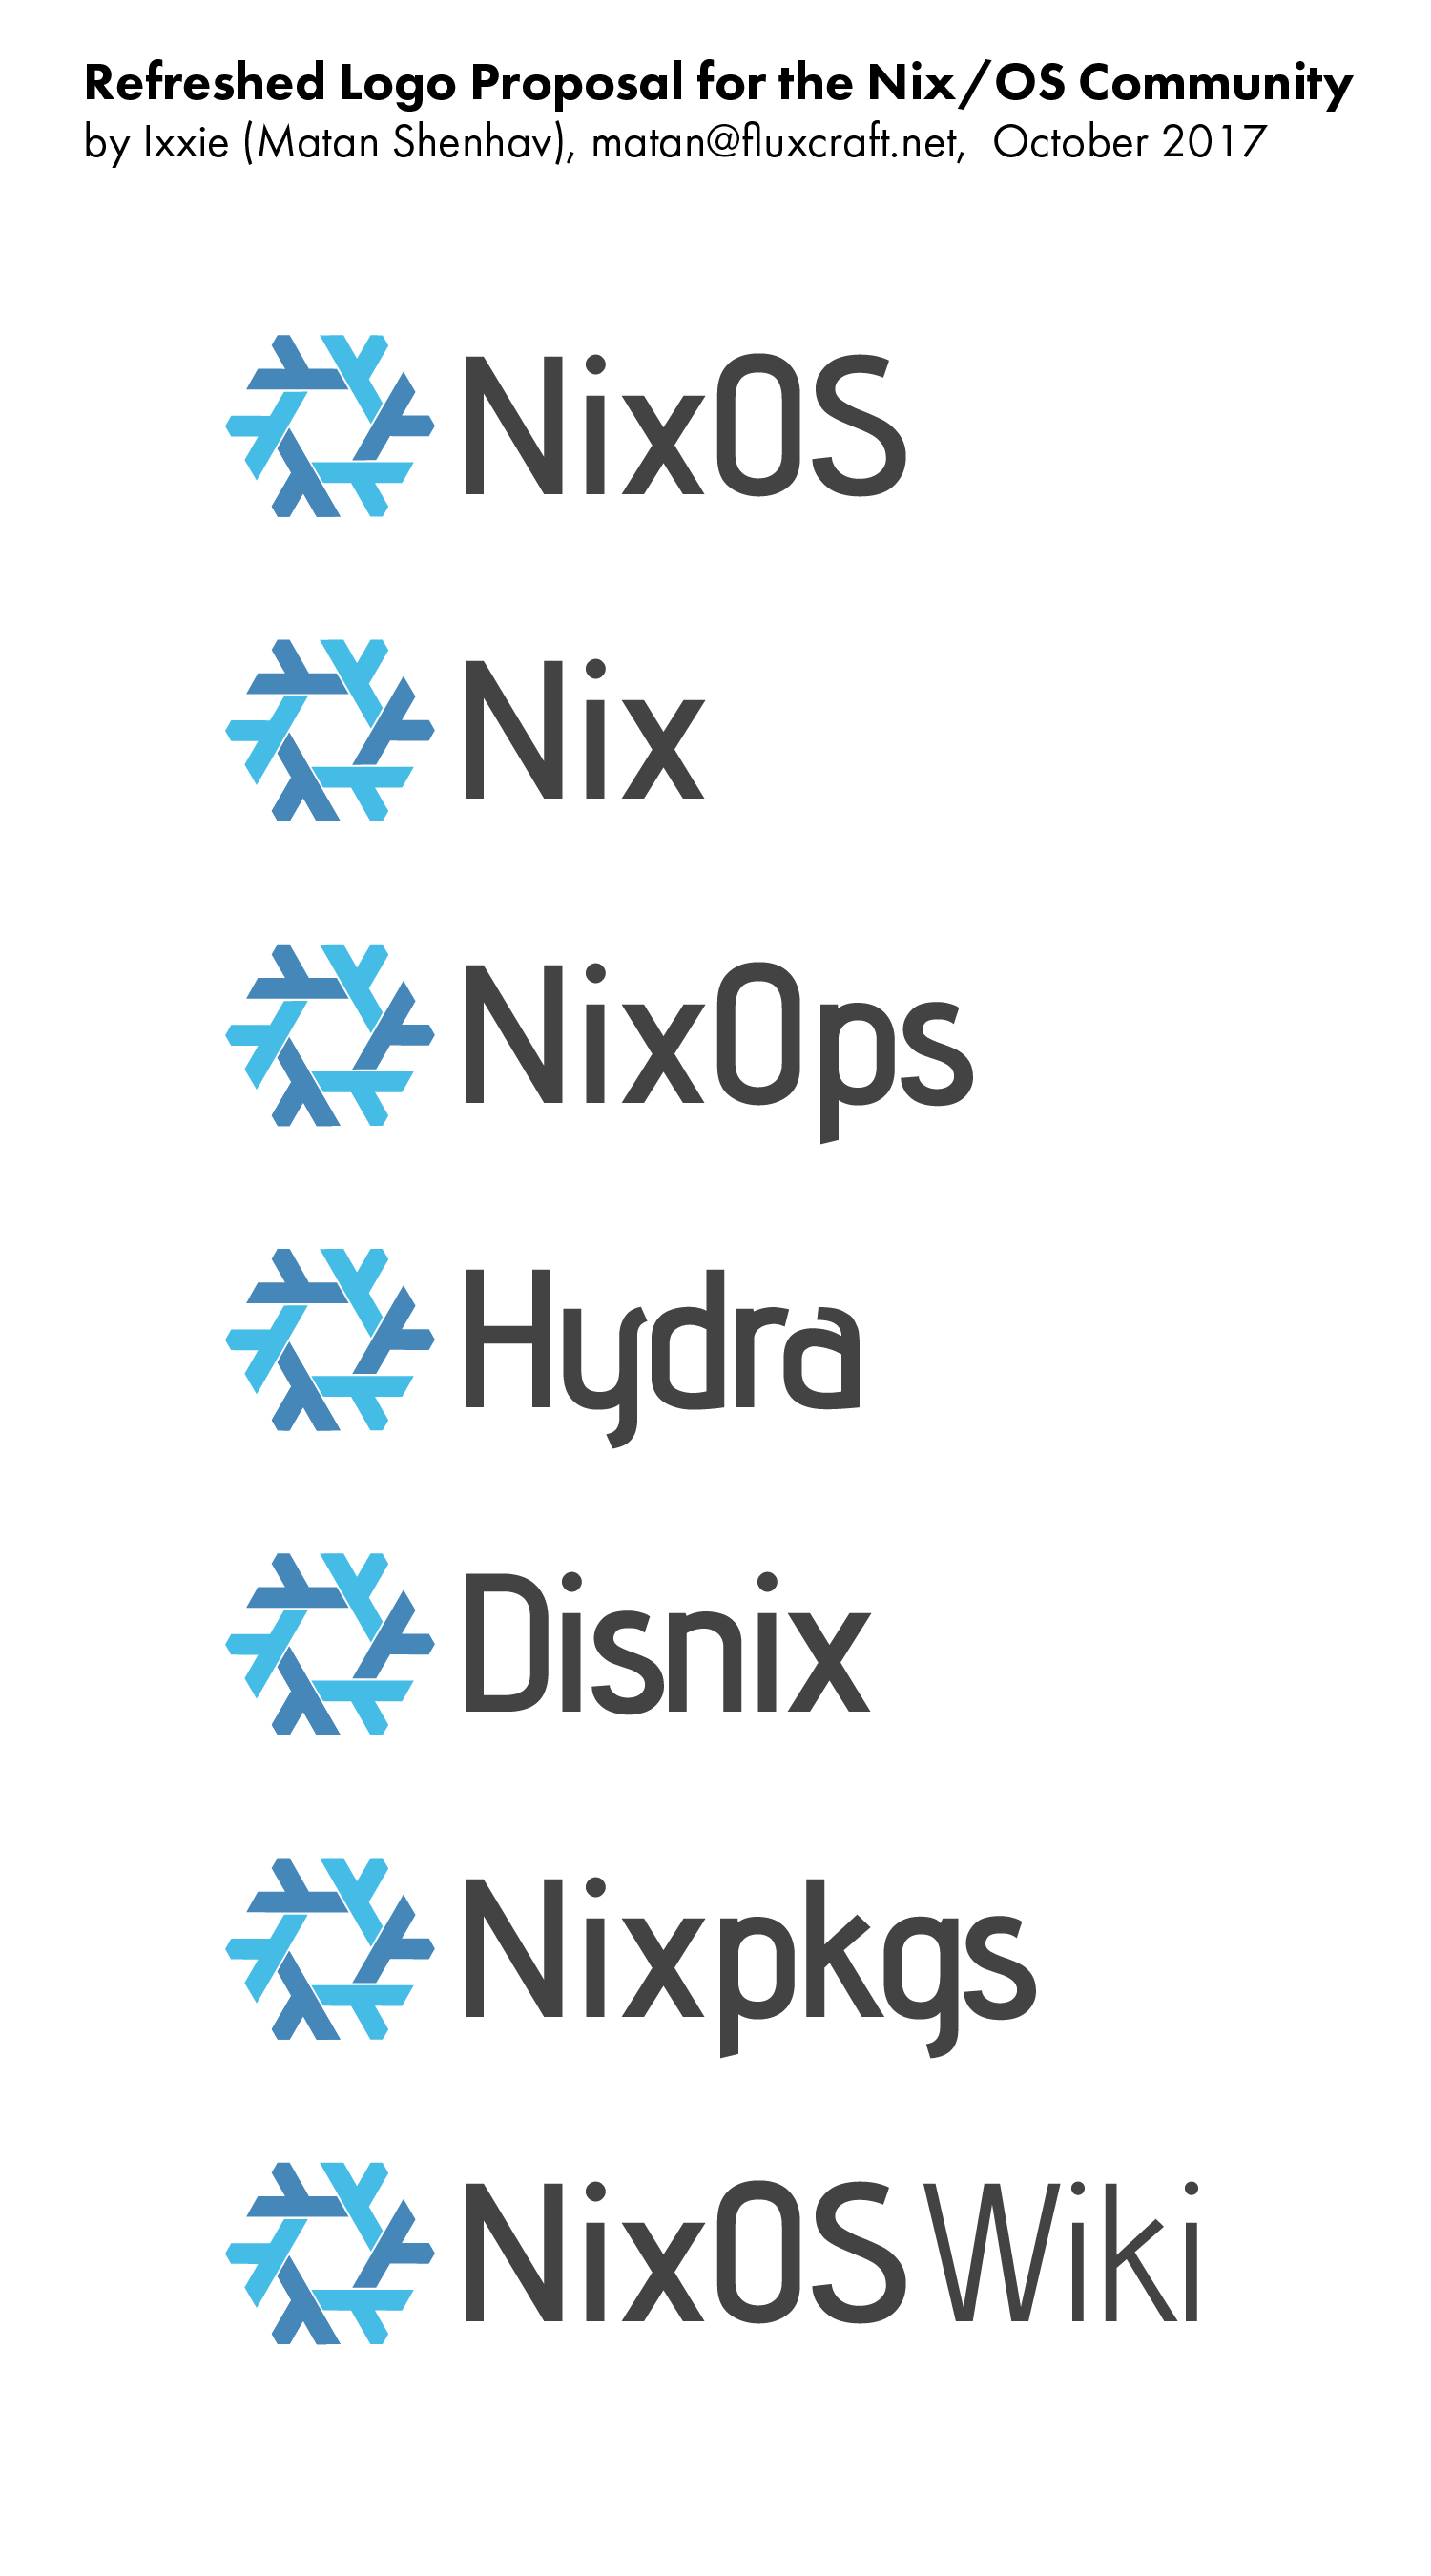 Refreshed Logo Proposal for the Nix/OS Community
by Ixxie (Matan Shenhav), matan@fluxcraft.net, October 2017
NixOS
Nix
NixOps
Hydra
Disnix
Nixpkgs
NixOS Wiki